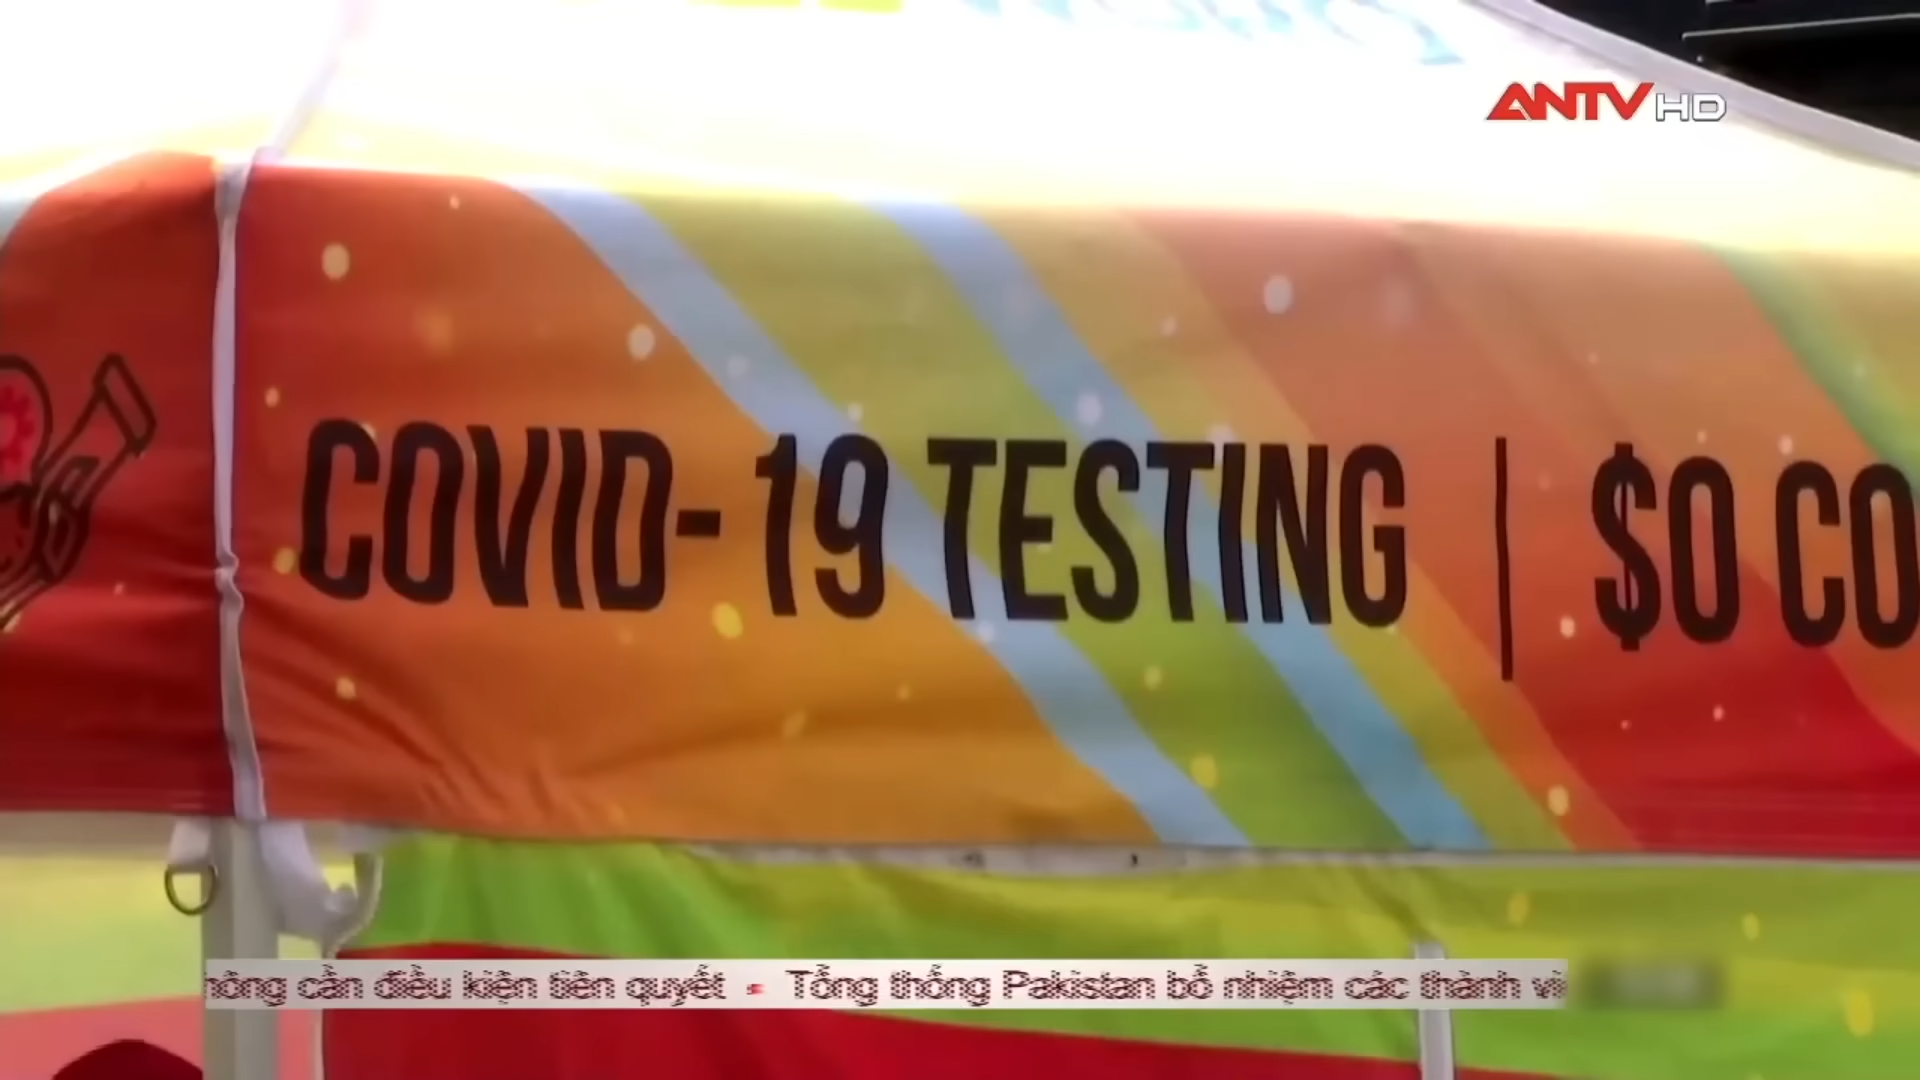 ANTV HD
COVID-19 TESTING | $0 CO
hông cần điều kiện tiên quyết • Tổng thống Pakistan bổ nhiệm các thành vi